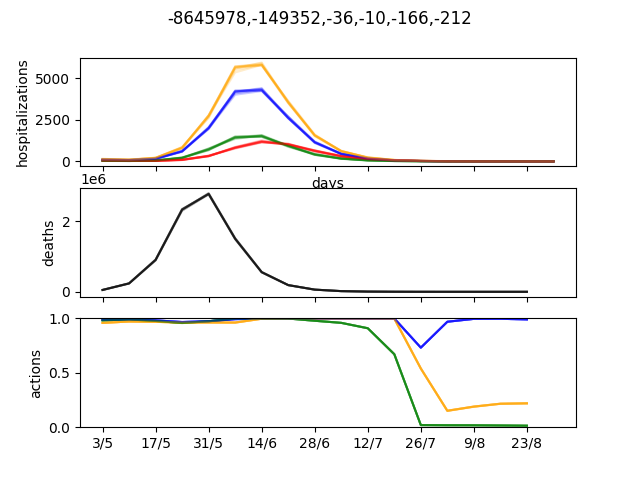 -8645978,-149352,-36,-10,-166,-212
hospitalizations
5000
2500
0
days
1e6
deaths
2
0
actions
1.0
0.5
0.0
3/5 17/5 31/5 14/6 28/6 12/7 26/7 9/8 23/8